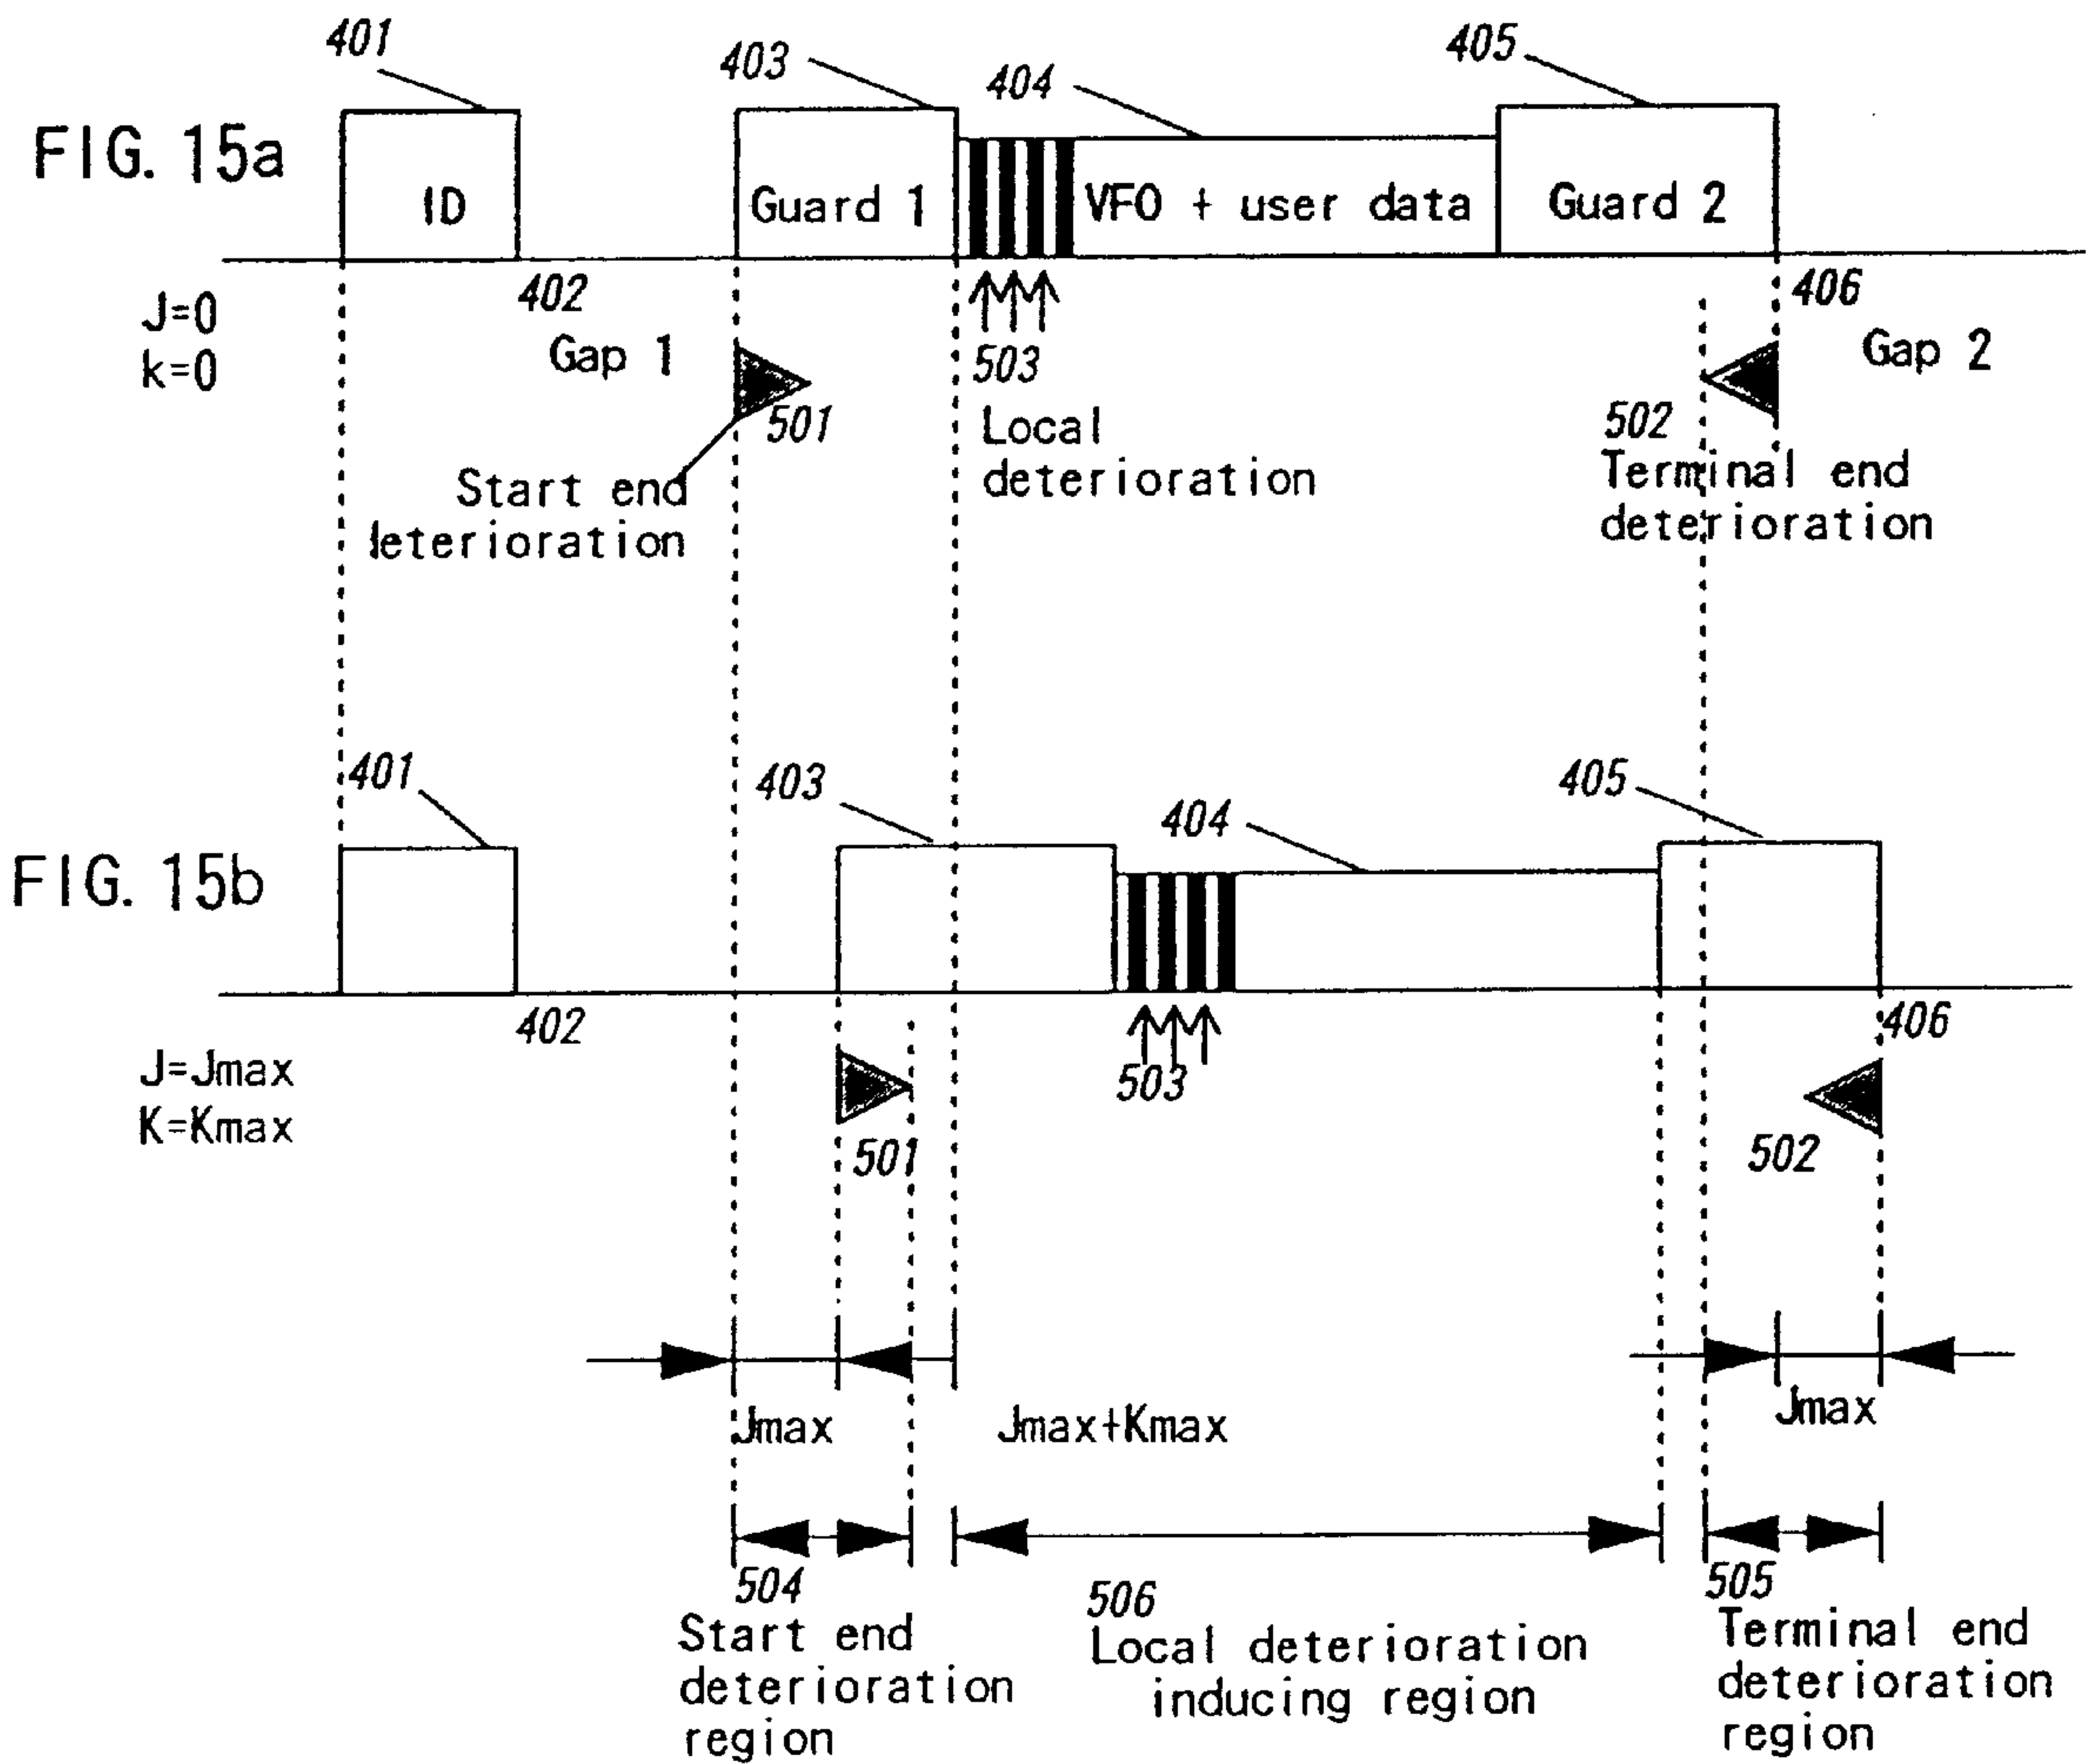 401
403
404
405
FIG. 15a
ID
Guard 1
VFO + user data
Guard 2
402
406
J=0
k=0
Gap 1
503
Gap 2
501
502
Local
deterioration
Terminal end
deterioration
Start end
leterioration
401
403
404
405
FIG. 15b
402
406
J=Jmax
K=Kmax
503
501
502
Jmax
Jmax+Kmax
Jmax
504
Start end
deterioration
region
506
Local deterioration
inducing region
505
Terminal end
deterioration
region